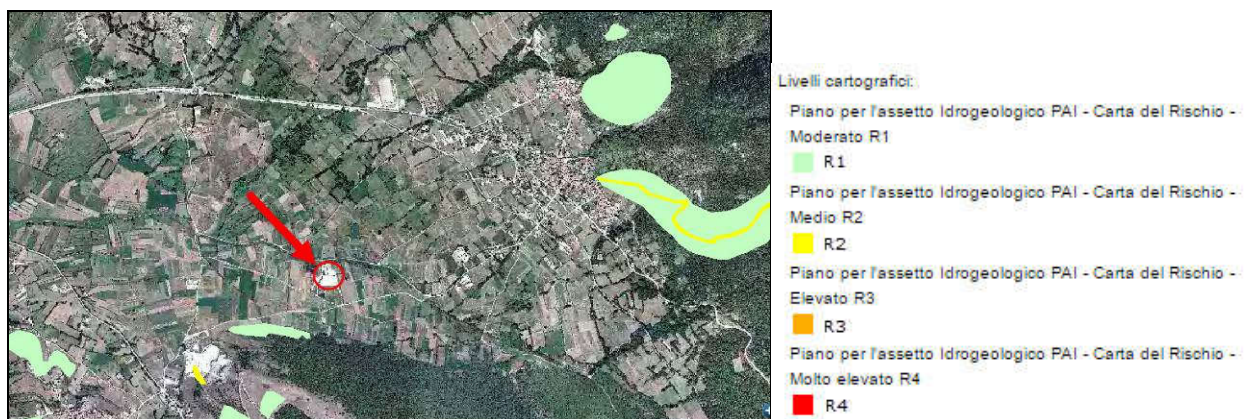 Livelli cartografici:
Piano per l'assetto Idrogeologico PAI - Carta del Rischio -
Moderato R1
R1
Piano per l'assetto Idrogeologico PAI - Carta del Rischio -
Medio R2
R2
Piano per l'assetto Idrogeologico PAI - Carta del Rischio -
Elevato R3
R3
Piano per l'assetto Idrogeologico PAI - Carta del Rischio -
Molto elevato R4
R4